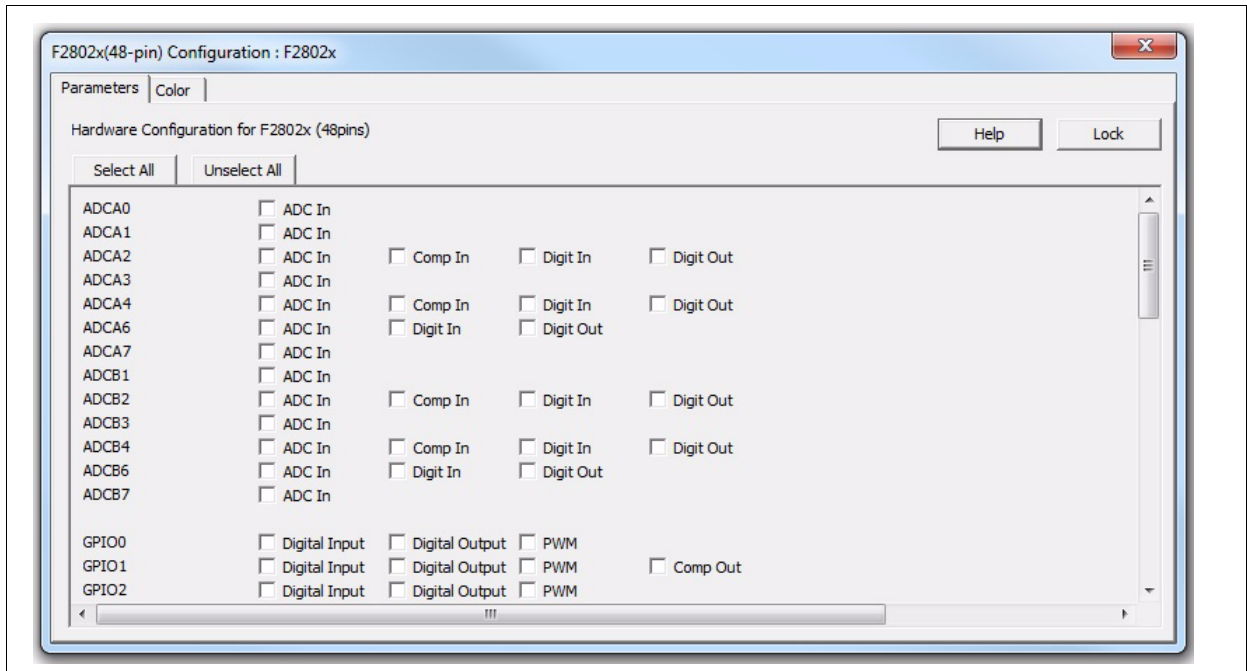 F2802x(48-pin) Configuration : F2802x
Parameters Color
Hardware Configuration for F2802x (48pins)
Help Lock
Select All Unselect All
ADCA0 ADC In
ADCA1 ADC In
ADCA2 ADC In Comp In Digit In Digit Out
ADCA3 ADC In
ADCA4 ADC In Comp In Digit In Digit Out
ADCA6 ADC In Digit In Digit Out
ADCA7 ADC In
ADCB1 ADC In
ADCB2 ADC In Comp In Digit In Digit Out
ADCB3 ADC In
ADCB4 ADC In Comp In Digit In Digit Out
ADCB6 ADC In Digit In Digit Out
ADCB7 ADC In
GPIO0 Digital Input Digital Output PWM
GPIO1 Digital Input Digital Output PWM Comp Out
GPIO2 Digital Input Digital Output PWM